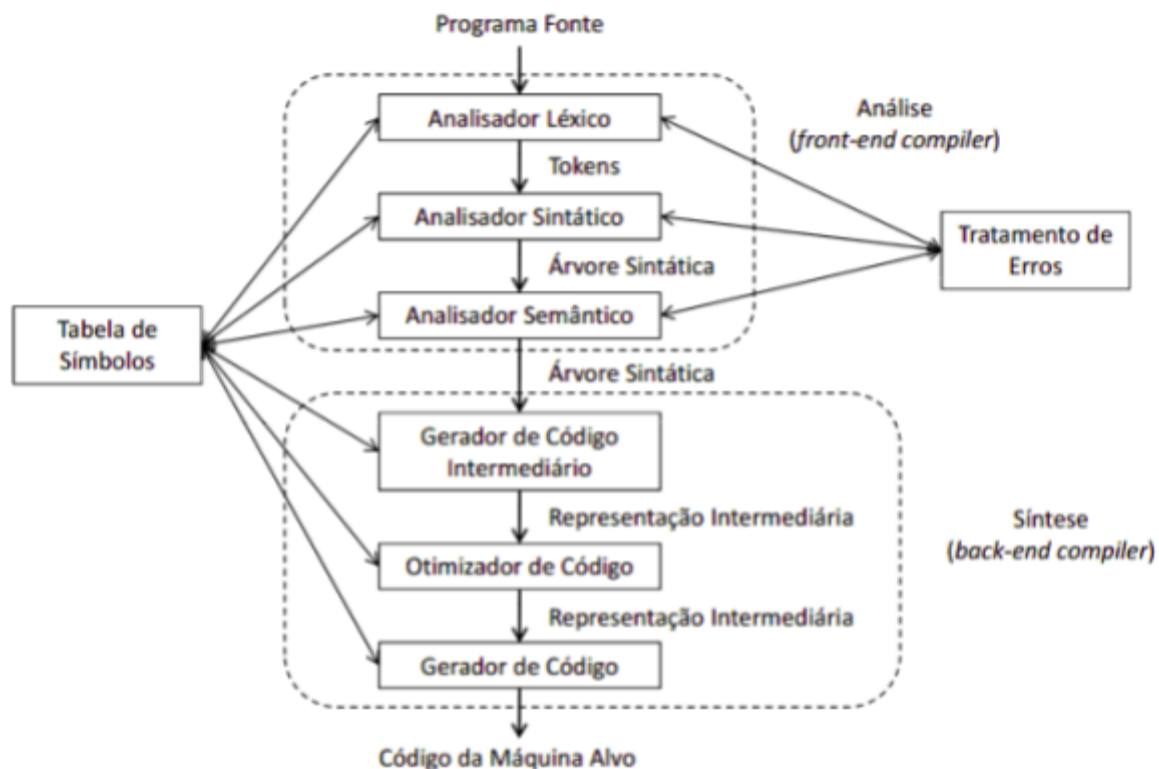 Programa Fonte
Analisador Léxico
Análise
(front-end compiler)
Tokens
Analisador Sintático
Tratamento de
Erros
Árvore Sintática
Analisador Semântico
Tabela de
Símbolos
Árvore Sintática
Gerador de Código
Intermediário
Representação Intermediária
Síntese
(back-end compiler)
Otimizador de Código
Representação Intermediária
Gerador de Código
Código da Máquina Alvo